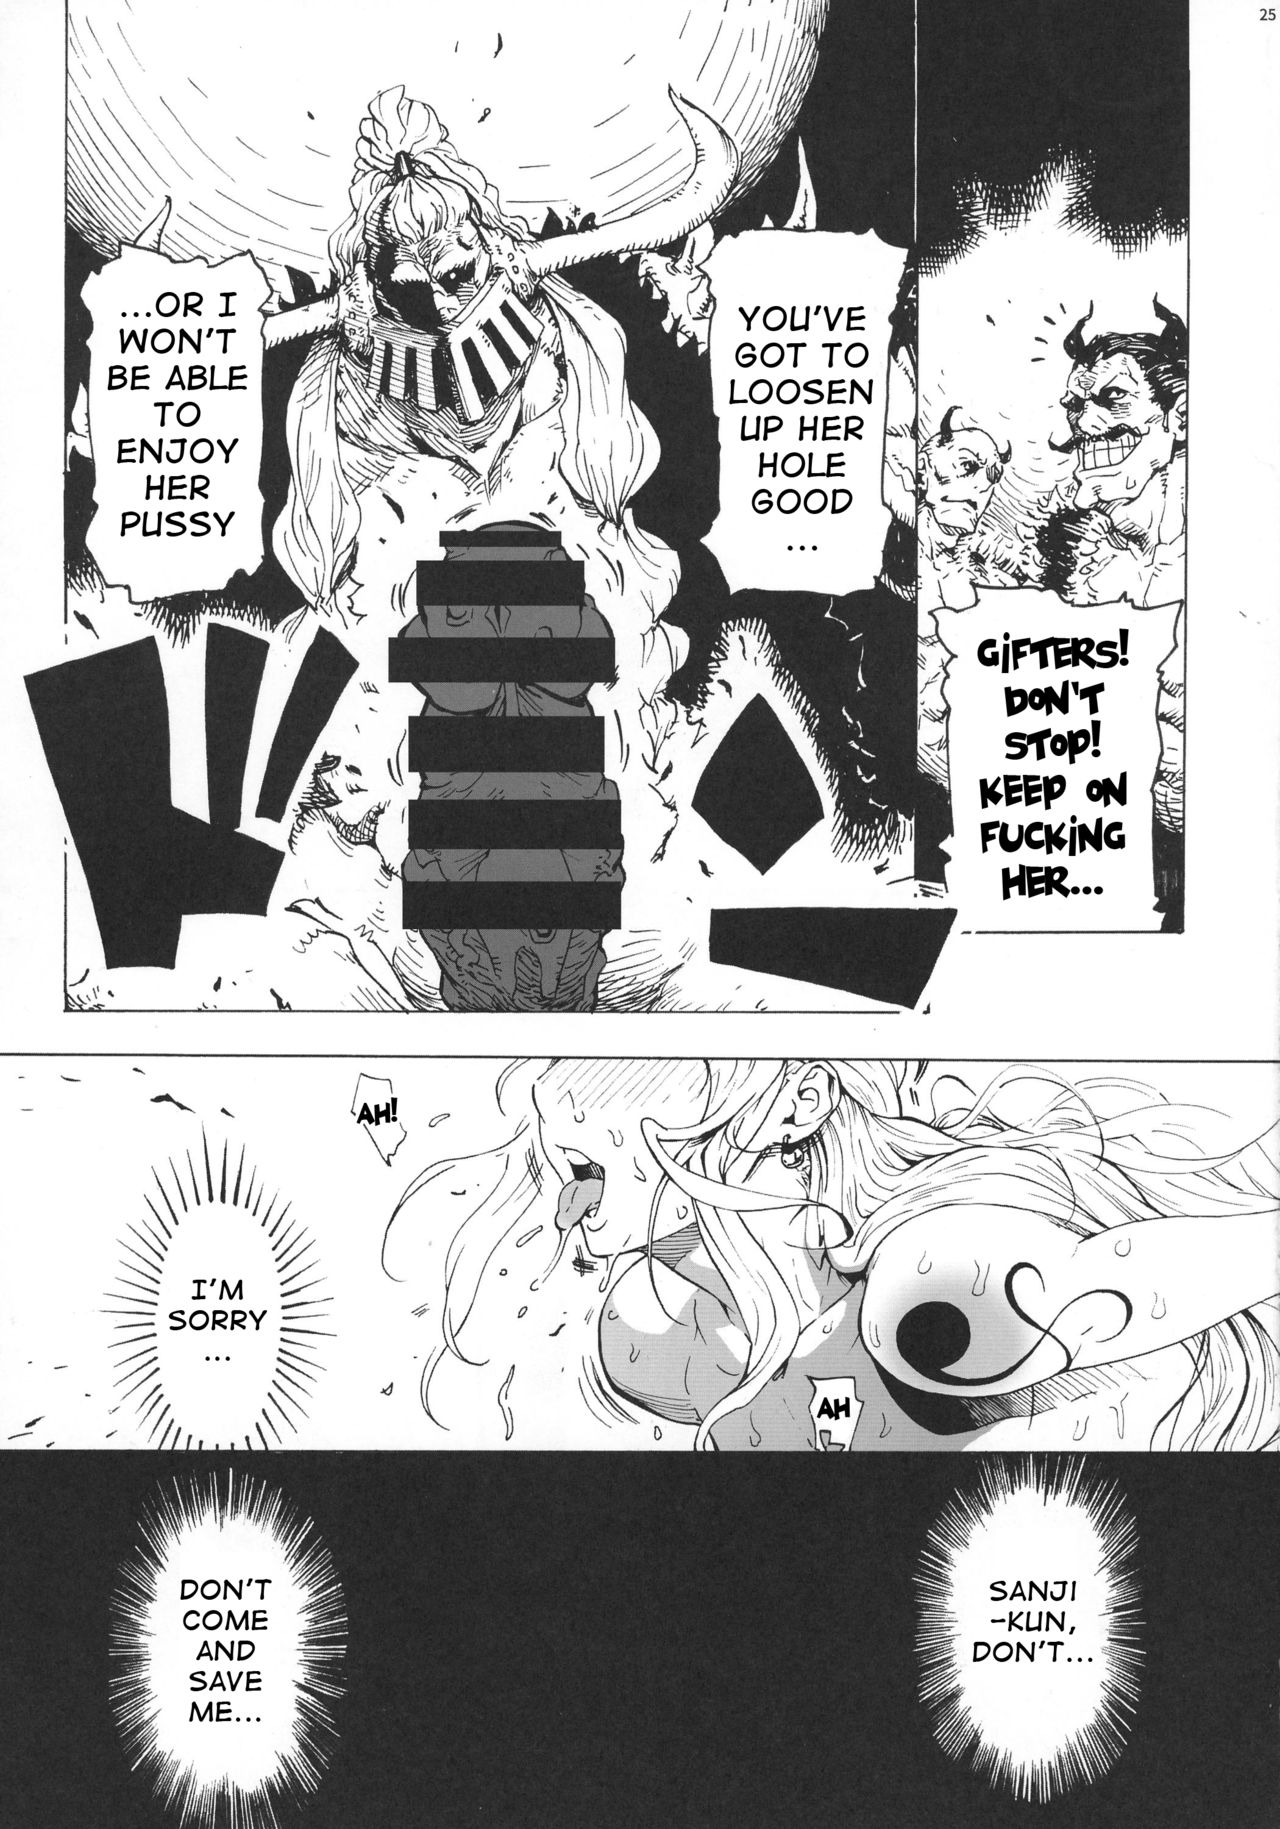 25
GIFTERS!
DON'T
STOP!
KEEP ON
FUCKING
HER...
YOU'VE
GOT TO
LOOSEN
UP HER
HOLE
GOOD
...
...OR I
WON'T
BE ABLE
TO
ENJOY
HER
PUSSY
AH!
AH
I'M
SORRY
...
SANJI
-KUN,
DON'T...
DON'T
COME
AND
SAVE
ME...